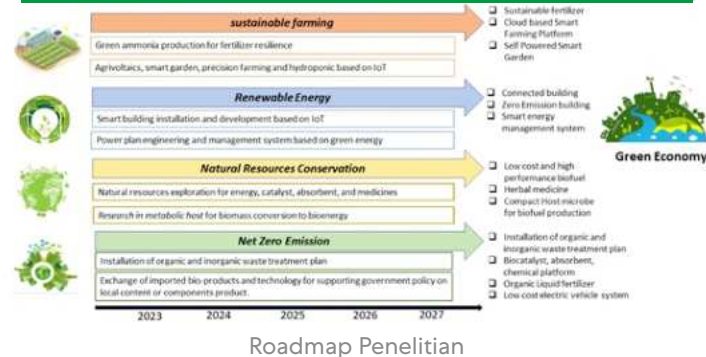 sustainable farming
Green ammonia production for fertilizer resilience
Agrivoltaics, smart garden, precision farming and hydroponic based on IoT
❑ Sustainable fertilizer
❑ Cloud based Smart
Farming Platform
❑ Self Powered Smart
Garden
Renewable Energy
Smart building installation and development based on IoT
Power plan engineering and management system based on green energy
❑ Connected building
❑ Zero Emission building
❑ Smart energy
management system
Green Economy
Natural Resources Conservation
Natural resources exploration for energy, catalyst, absorbent, and medicines
Research in metabolic host for biomass conversion to bioenergy
❑ Low cost and high
performance biofuel
❑ Herbal medicine
❑ Compact Host microbe
for biofuel production
Net Zero Emission
Installation of organic and inorganic waste treatment plan
Exchange of imported bio-products and technology for supporting government policy on
local content or components product.
❑ Installation of organic and
inorganic waste treatment plan
❑ Biocatalyst, absorbent,
chemical platform
❑ Organic Liquid fertilizer
❑ Low cost electric vehicle system
2023 2024 2025 2026 2027
Roadmap Penelitian